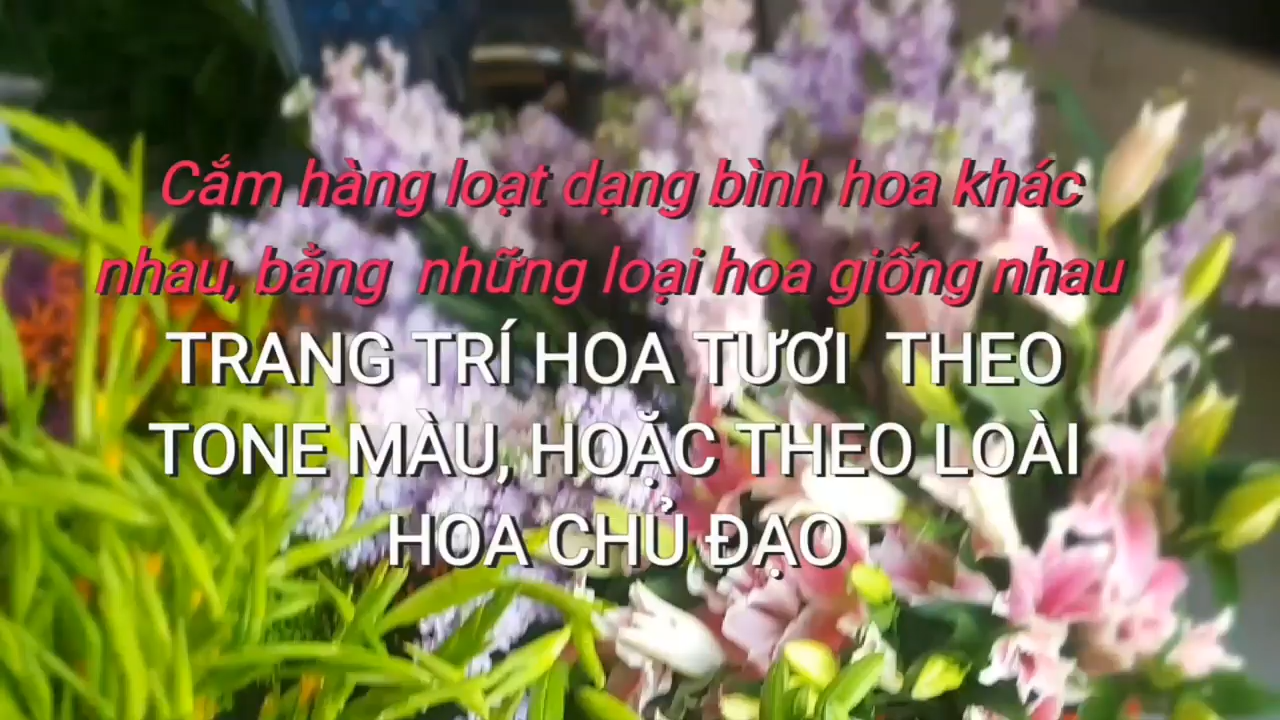 Cắm hàng loạt dạng bình hoa khác
nhau, bằng những loại hoa giống nhau
TRANG TRÍ HOA TƯƠI THEO
TONE MÀU, HOẶC THEO LOÀI
HOA CHỦ ĐẠO